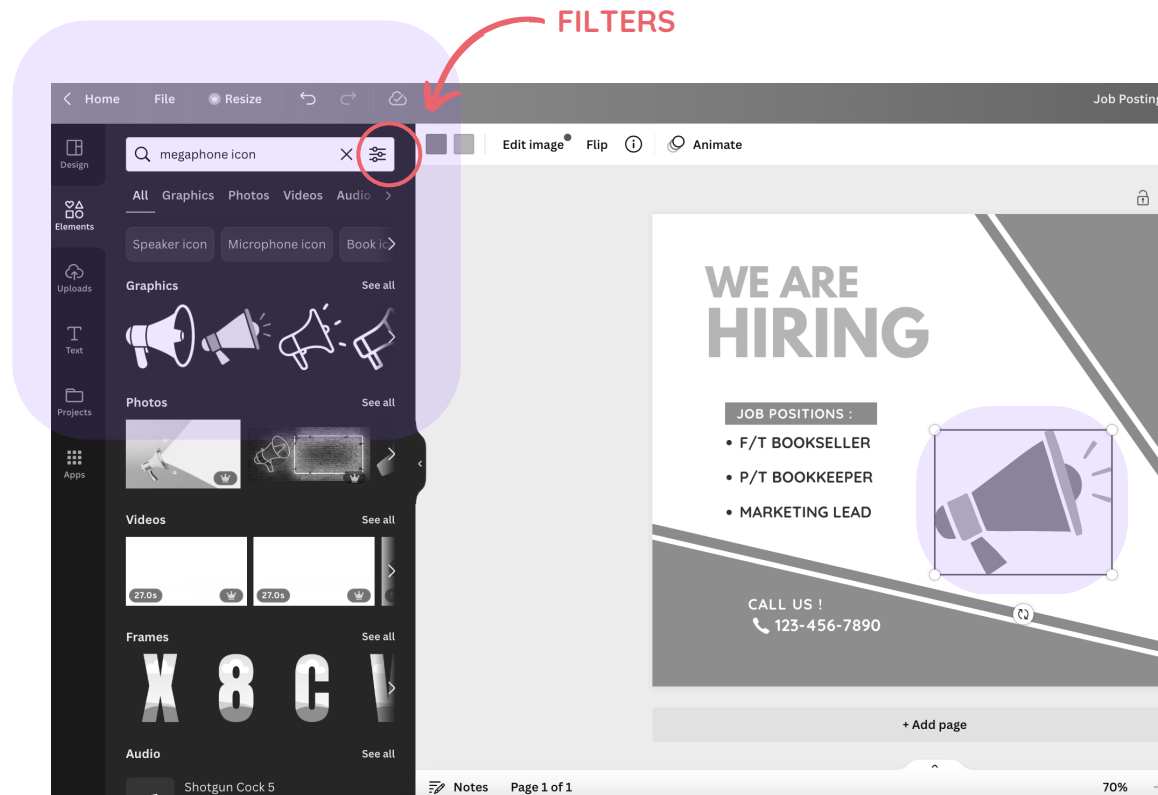 FILTERS
Home File Resize
Job Posting
megaphone icon
Edit image Flip Animate
Design
Elements
Uploads
Text
Projects
Apps
All Graphics Photos Videos Audio
Speaker icon Microphone icon Book ic
Graphics See all
Photos See all
Videos See all
27.0s 27.0s
Frames See all
X 8 C
Audio See all
Shotgun Cock 5
WE ARE
HIRING
JOB POSITIONS :
• F/T BOOKSELLER
• P/T BOOKKEEPER
• MARKETING LEAD
CALL US !
123-456-7890
+ Add page
Notes Page 1 of 1 70%